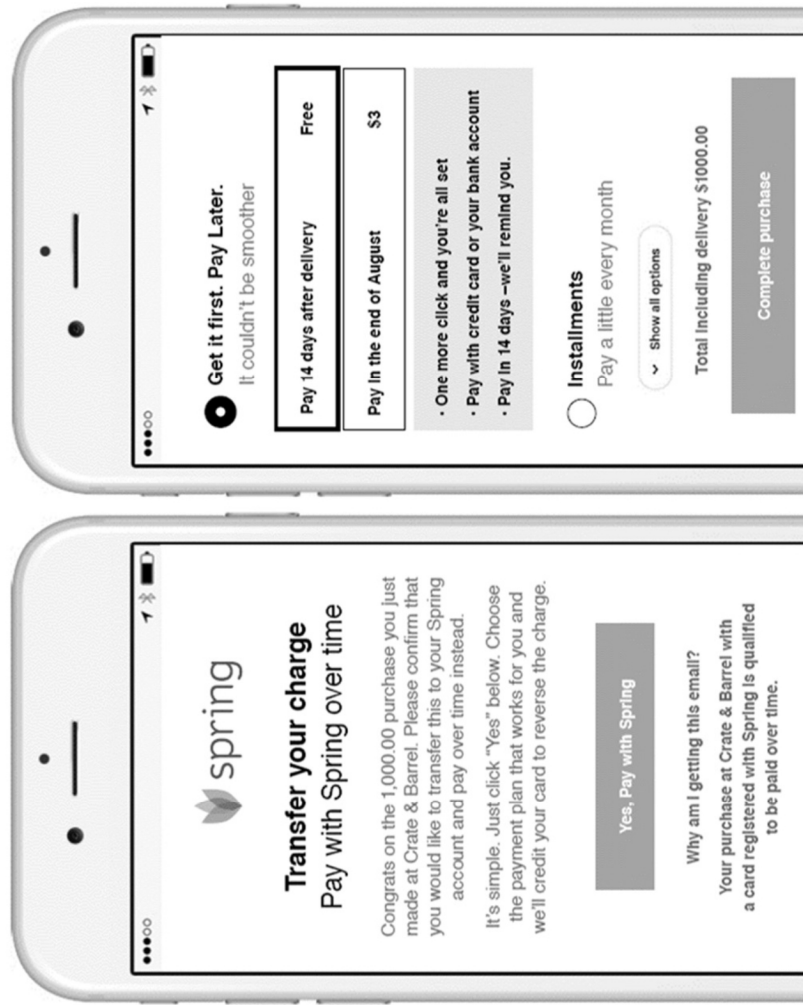 spring
Transfer your charge
Pay with Spring over time
Congrats on the 1,000.00 purchase you just
made at Crate & Barrel. Please confirm that
you would like to transfer this to your Spring
account and pay over time instead.
It's simple. Just click “Yes” below. Choose
the payment plan that works for you and
we'll credit your card to reverse the charge.
Yes, Pay with Spring
Why am I getting this email?
Your purchase at Crate & Barrel with
a card registered with Spring is qualified
to be paid over time.
Get it first. Pay Later.
It couldn't be smoother
Pay 14 days after delivery Free
Pay in the end of August $3
· One more click and you're all set
· Pay with credit card or your bank account
· Pay in 14 days –we'll remind you.
Installments
Pay a little every month
Show all options
Total including delivery $1000.00
Complete purchase